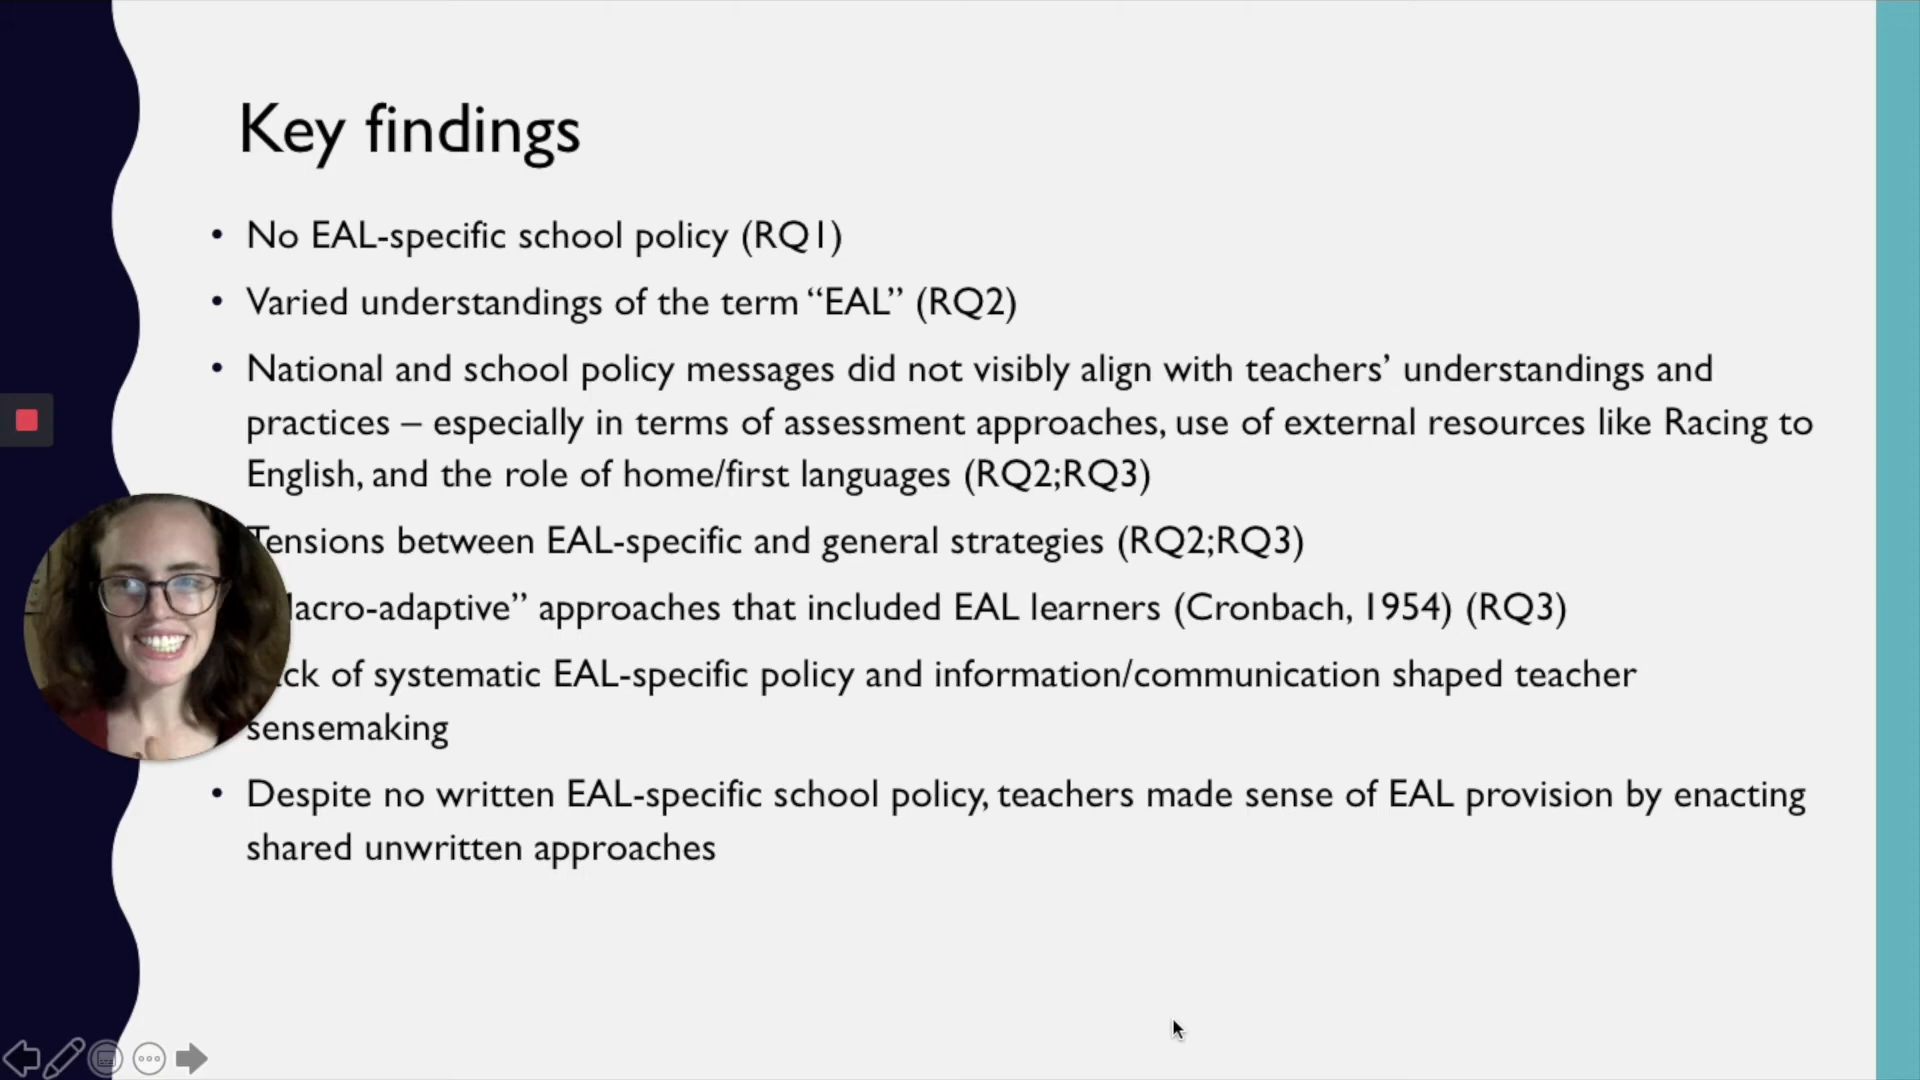 Key findings
• No EAL-specific school policy (RQ1)
• Varied understandings of the term “EAL” (RQ2)
• National and school policy messages did not visibly align with teachers’ understandings and
practices – especially in terms of assessment approaches, use of external resources like Racing to
English, and the role of home/first languages (RQ2;RQ3)
Tensions between EAL-specific and general strategies (RQ2;RQ3)
acro-adaptive” approaches that included EAL learners (Cronbach, 1954) (RQ3)
ck of systematic EAL-specific policy and information/communication shaped teacher
sensemaking
• Despite no written EAL-specific school policy, teachers made sense of EAL provision by enacting
shared unwritten approaches